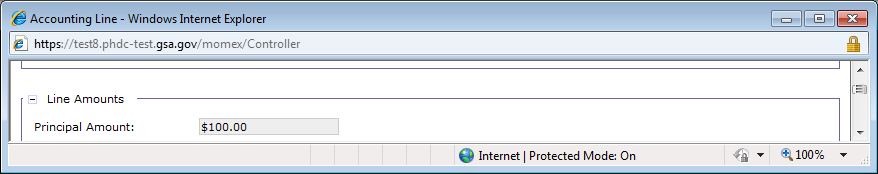 Accounting Line - Windows Internet Explorer
https://test8.phdc-test.gsa.gov/momex/Controller
Line Amounts
Principal Amount: $100.00
Internet | Protected Mode: On 100%